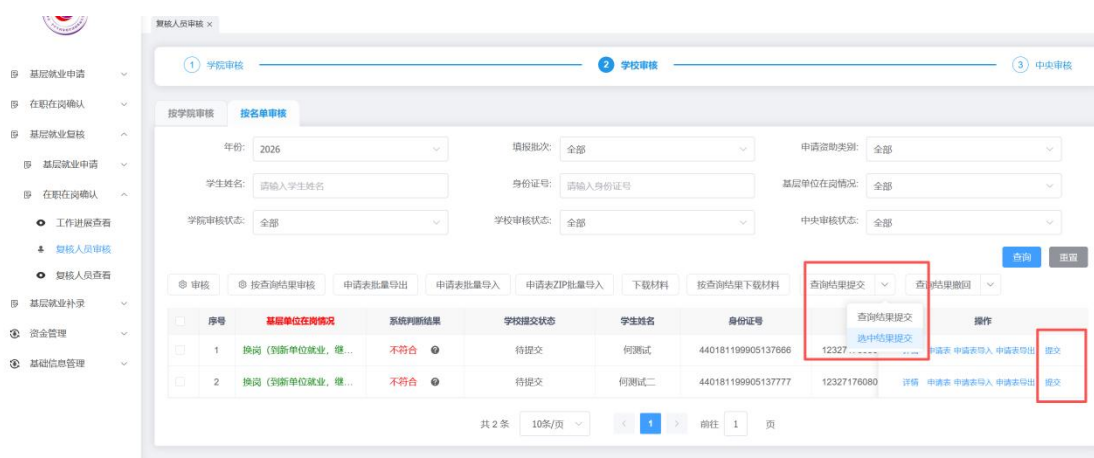 复核人员审核 ×
1 学院审核
2 学校审核
3 中央审核
基层就业申请
在职在岗确认
基层就业复核
基层就业申请
在职在岗确认
工作进展查看
复核人员审核
复核人员查看
基层就业补录
资金管理
基础信息管理
按学院审核 按名单审核
年份: 2026 填报批次: 全部 申请资助类别: 全部
学生姓名: 请输入学生姓名 身份证号: 请输入身份证号 基层单位在岗情况: 全部
学院审核状态: 全部 学校审核状态: 全部 中央审核状态: 全部
查询 重置
审核 按查询结果审核 申请表批量导出 申请表批量导入 申请表ZIP批量导入 下载材料 按查询结果下载材料 查询结果提交 查询结果撤回
查询结果提交
选中结果提交
序号 基层单位在岗情况 系统判断结果 学校提交状态 学生姓名 身份证号 操作
1 换岗（到新单位就业，继... 不符合 待提交 何测试 440181199905137666 详情 申请表 申请表导入 申请表导出 提交
2 换岗（到新单位就业，继... 不符合 待提交 何测试二 440181199905137777 12327176080 详情 申请表 申请表导入 申请表导出 提交
共 2 条 10条/页 1 前往 1 页